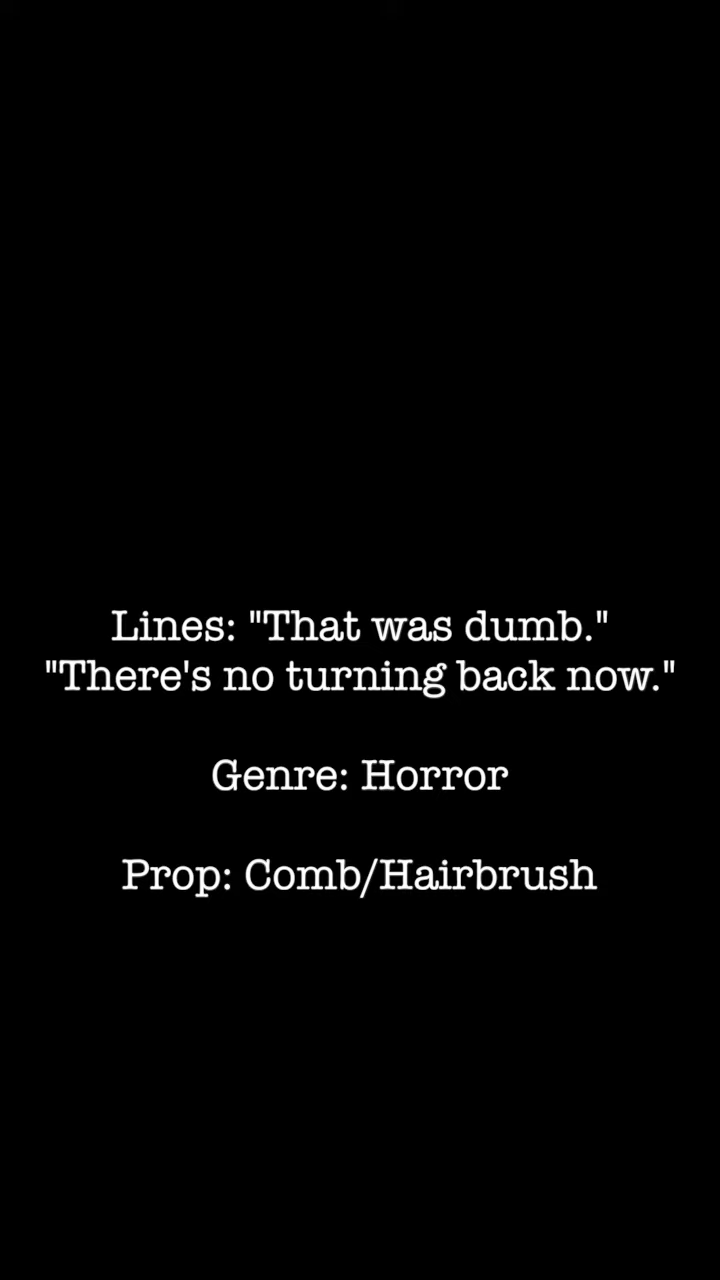 Lines: "That was dumb."
"There's no turning back now."
Genre: Horror
Prop: Comb/Hairbrush